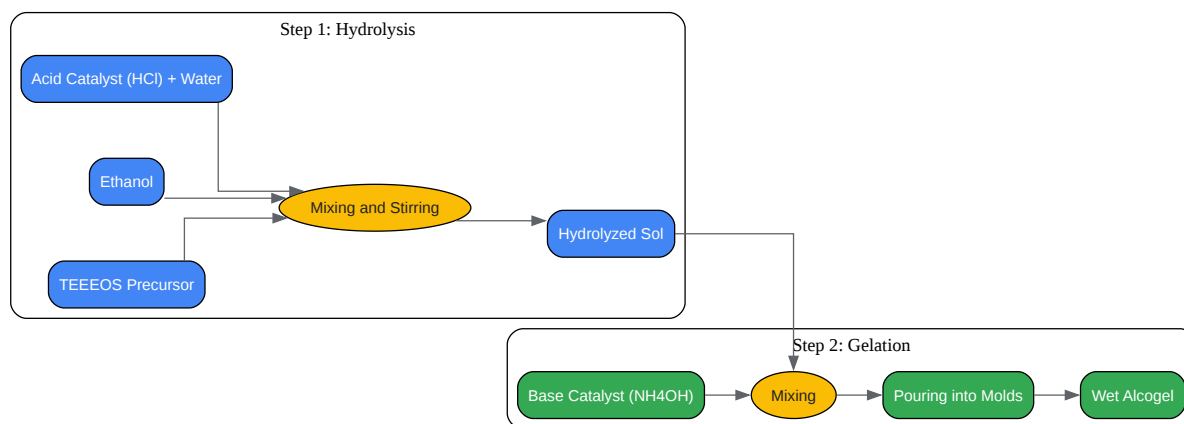 Step 1: Hydrolysis
Acid Catalyst (HCl) + Water
Ethanol
Mixing and Stirring
Hydrolyzed Sol
TEEEOS Precursor
Step 2: Gelation
Base Catalyst (NH4OH)
Mixing
Pouring into Molds
Wet Alcogel